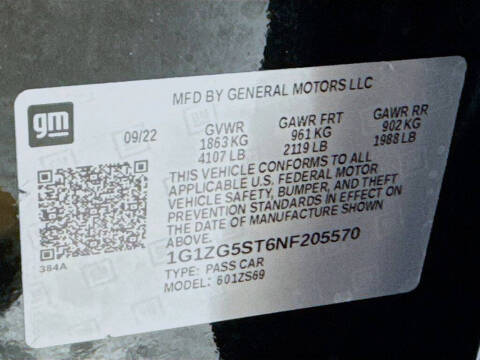 MFD BY GENERAL MOTORS LLC
gm
09/22 GVWR GAWR FRT GAWR RR
1863 KG 961 KG 902 KG
4107 LB 2119 LB 1988 LB
THIS VEHICLE CONFORMS TO ALL
APPLICABLE U.S. FEDERAL MOTOR
VEHICLE SAFETY, BUMPER, AND THEFT
PREVENTION STANDARDS IN EFFECT ON
THE DATE OF MANUFACTURE SHOWN
ABOVE.
384A
1G1ZG5ST6NF205570
TYPE: PASS CAR
MODEL: 601ZS69